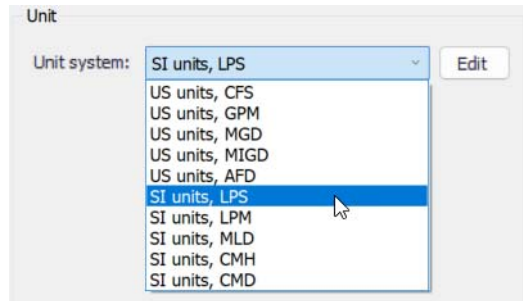 Unit
Unit system: SI units, LPS Edit
US units, CFS
US units, GPM
US units, MGD
US units, MIGD
US units, AFD
SI units, LPS
SI units, LPM
SI units, MLD
SI units, CMH
SI units, CMD